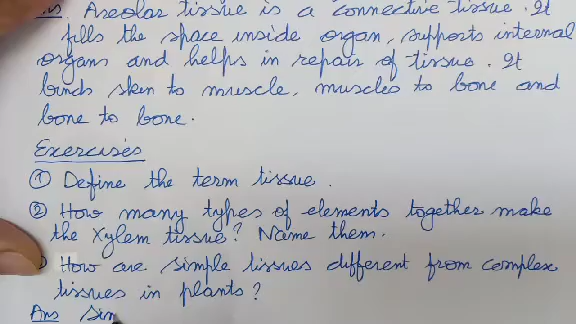 Ans Areolar tissue is a connective tissue. It
fills the space inside organ, supports internal
organs and helps in repair of tissue. It
binds skin to muscle, muscles to bone and
bone to bone.
Exercises
① Define the term tissue.
② How many types of elements together make
the Xylem tissue? Name them.
How are simple tissues different from complex
tissues in plants?
Ans Sim